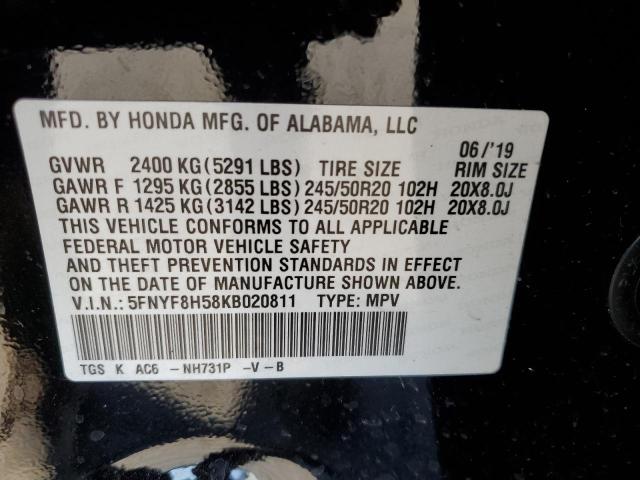 MFD. BY HONDA MFG. OF ALABAMA, LLC
06/'19
GVWR 2400 KG(5291 LBS) TIRE SIZE RIM SIZE
GAWR F 1295 KG(2855 LBS)245/50R20 102H 20X8.0J
GAWR R 1425 KG(3142 LBS)245/50R20 102H 20X8.0J
THIS VEHICLE CONFORMS TO ALL APPLICABLE
FEDERAL MOTOR VEHICLE SAFETY
AND THEFT PREVENTION STANDARDS IN EFFECT
ON THE DATE OF MANUFACTURE SHOWN ABOVE.
V.I.N.: 5FNYF8H58KB020811 TYPE: MPV
TGS K AC6 -NH731P -V-B